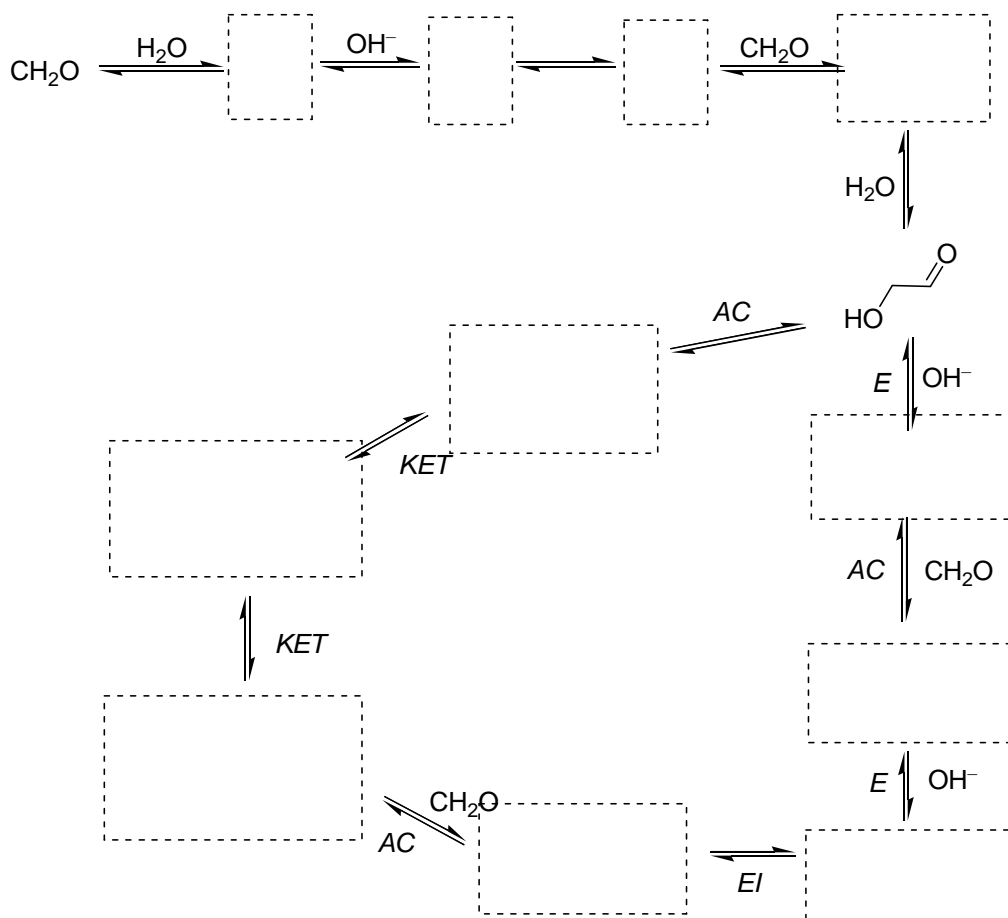 CH₂O H₂O OH⁻ CH₂O
H₂O
O
HO
AC
E OH⁻
KET
AC CH₂O
KET
E OH⁻
CH₂O
AC
EI